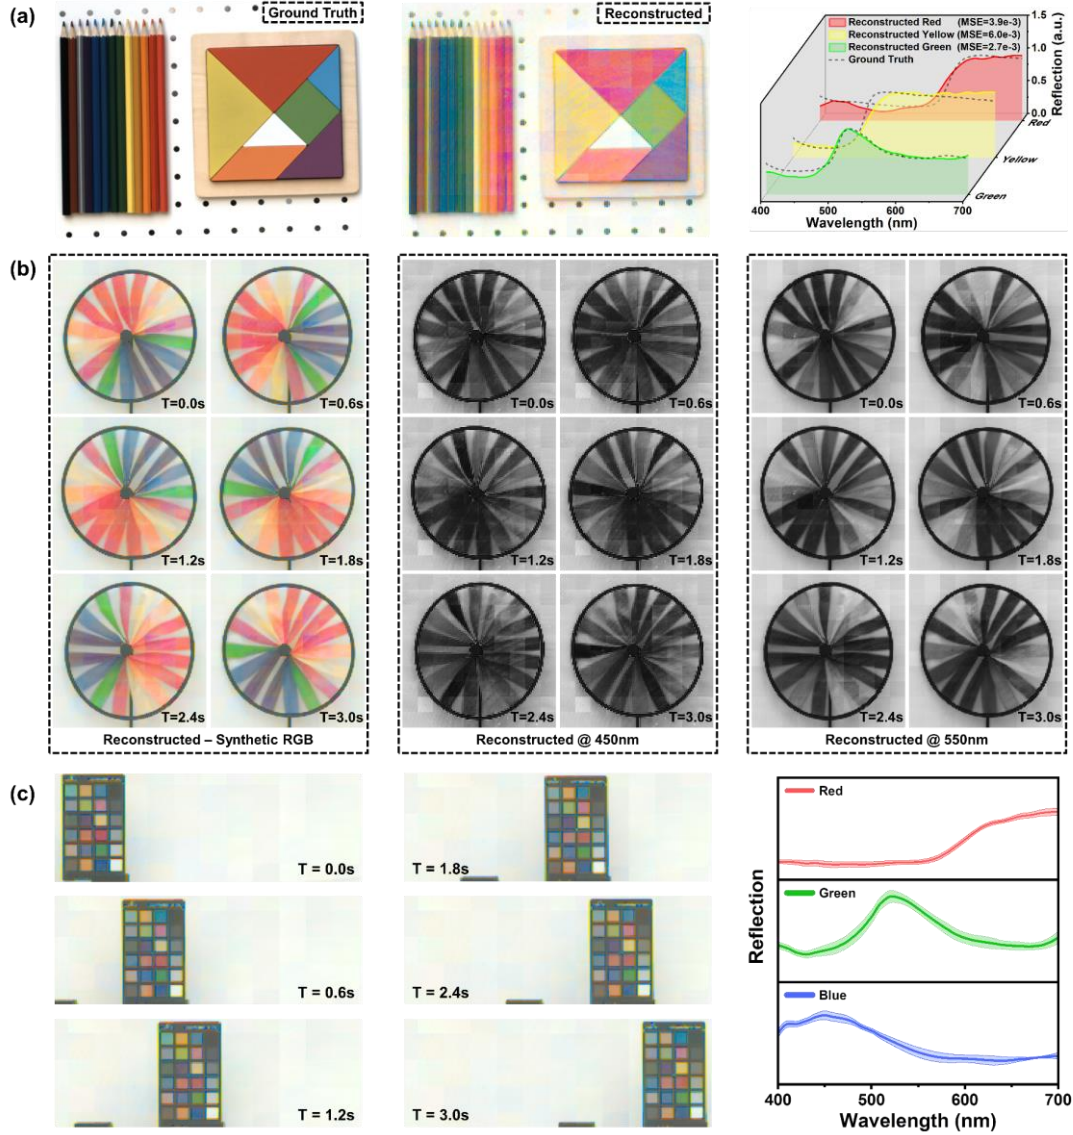 (a)
Ground Truth
Reconstructed
Reconstructed Red (MSE=3.9e-3)
Reconstructed Yellow (MSE=6.0e-3)
Reconstructed Green (MSE=2.7e-3)
Ground Truth
1.5
1.0
0.5
0.0
Reflection (a.u.)
Red
Yellow
Green
400 500 600 700
Wavelength (nm)
(b)
T=0.0s T=0.6s
T=1.2s T=1.8s
T=2.4s T=3.0s
Reconstructed – Synthetic RGB
T=0.0s T=0.6s
T=1.2s T=1.8s
T=2.4s T=3.0s
Reconstructed @ 450nm
T=0.0s T=0.6s
T=1.2s T=1.8s
T=2.4s T=3.0s
Reconstructed @ 550nm
(c)
T = 0.0s
T = 0.6s
T = 1.2s
T = 1.8s
T = 2.4s
T = 3.0s
Red
Green
Blue
Reflection
400 500 600 700
Wavelength (nm)